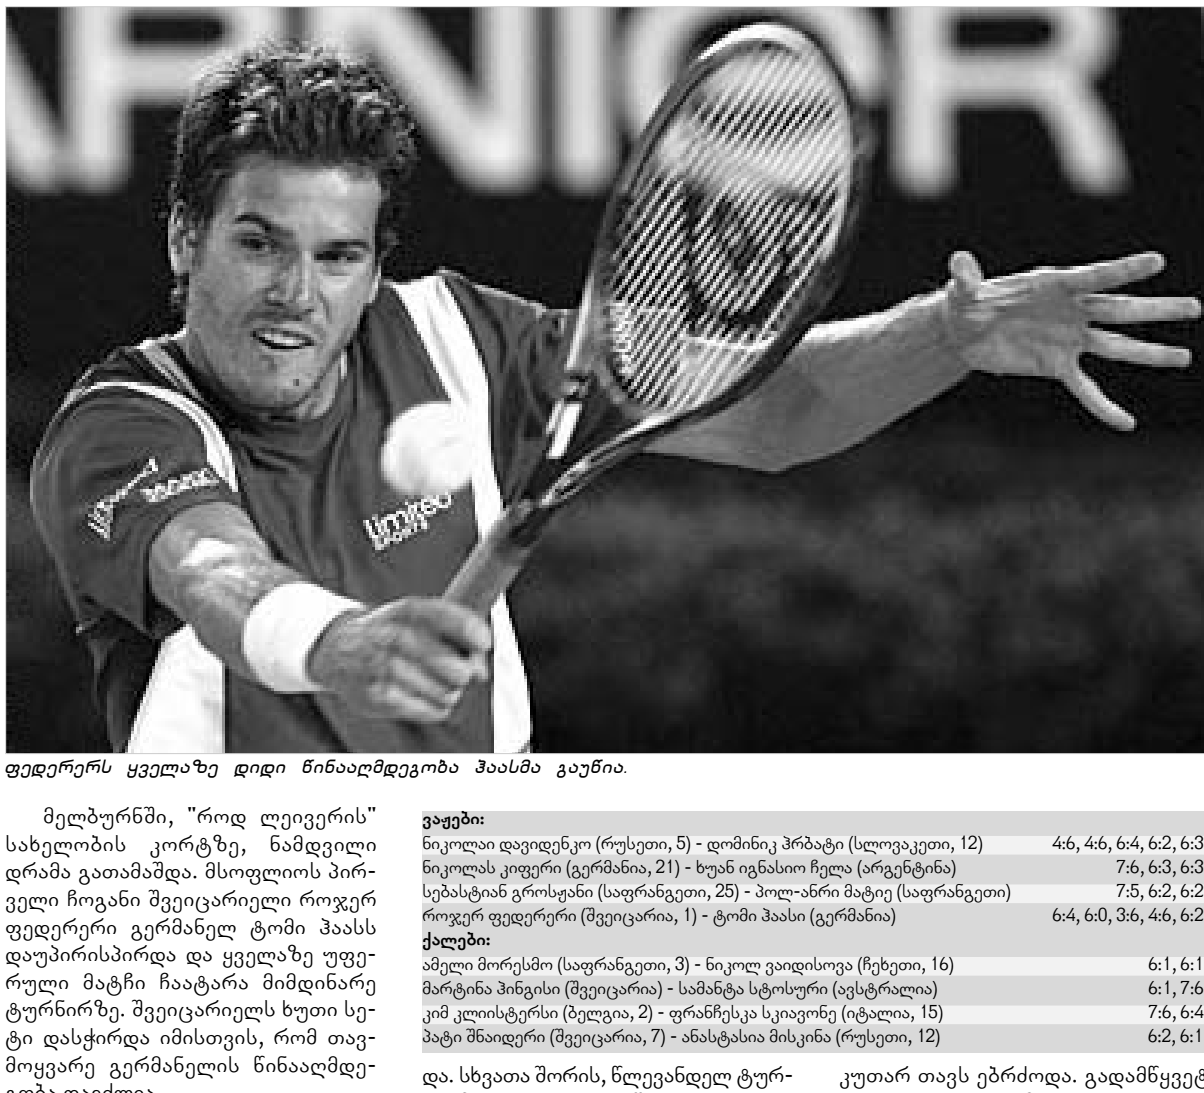 limited
SPORTS
ფედერერს ყველაზე დიდი წინააღმდეგობა ჰაასმა გაუწია.
მელბურნში, "როდ ლეივერის"
სახელობის კორტზე, ნამდვილი
დრამა გათამაშდა. მსოფლიოს პირ-
ველი ჩოგანი შვეიცარიელი როჯერ
ფედერერი გერმანელ ტომი ჰაასს
დაუპირისპირდა და ყველაზე უფე-
რული მატჩი ჩაატარა მიმდინარე
ტურნირზე. შვეიცარიელს ხუთი სე-
ტი დასჭირდა იმისთვის, რომ თავ-
მოყვარე გერმანელის წინააღმდე-
ვაჟები:
ნიკოლაი დავიდენკო (რუსეთი, 5) - დომინიკ ჰრბატი (სლოვაკეთი, 12) 4:6, 4:6, 6:4, 6:2, 6:3
ნიკოლას კიფერი (გერმანია, 21) - ხუან იგნასიო ჩელა (არგენტინა) 7:6, 6:3, 6:3
სებასტიან გროსჟანი (საფრანგეთი, 25) - პოლ-ანრი მატიე (საფრანგეთი) 7:5, 6:2, 6:2
როჯერ ფედერერი (შვეიცარია, 1) - ტომი ჰაასი (გერმანია) 6:4, 6:0, 3:6, 4:6, 6:2
ქალები:
ამელი მორესმო (საფრანგეთი, 3) - ნიკოლ ვაიდისოვა (ჩეხეთი, 16) 6:1, 6:1
მარტინა ჰინგისი (შვეიცარია) - სამანტა სტოსური (ავსტრალია) 6:1, 7:6
კიმ კლიისტერსი (ბელგია, 2) - ფრანჩესკა სკიავონე (იტალია, 15) 7:6, 6:4
პატი შნაიდერი (შვეიცარია, 7) - ანასტასია მისკინა (რუსეთი, 12) 6:2, 6:1
და. სხვათა შორის, წლევანდელ ტურ-
კუთარ თავს ებრძოდა. გადამწყვეტ